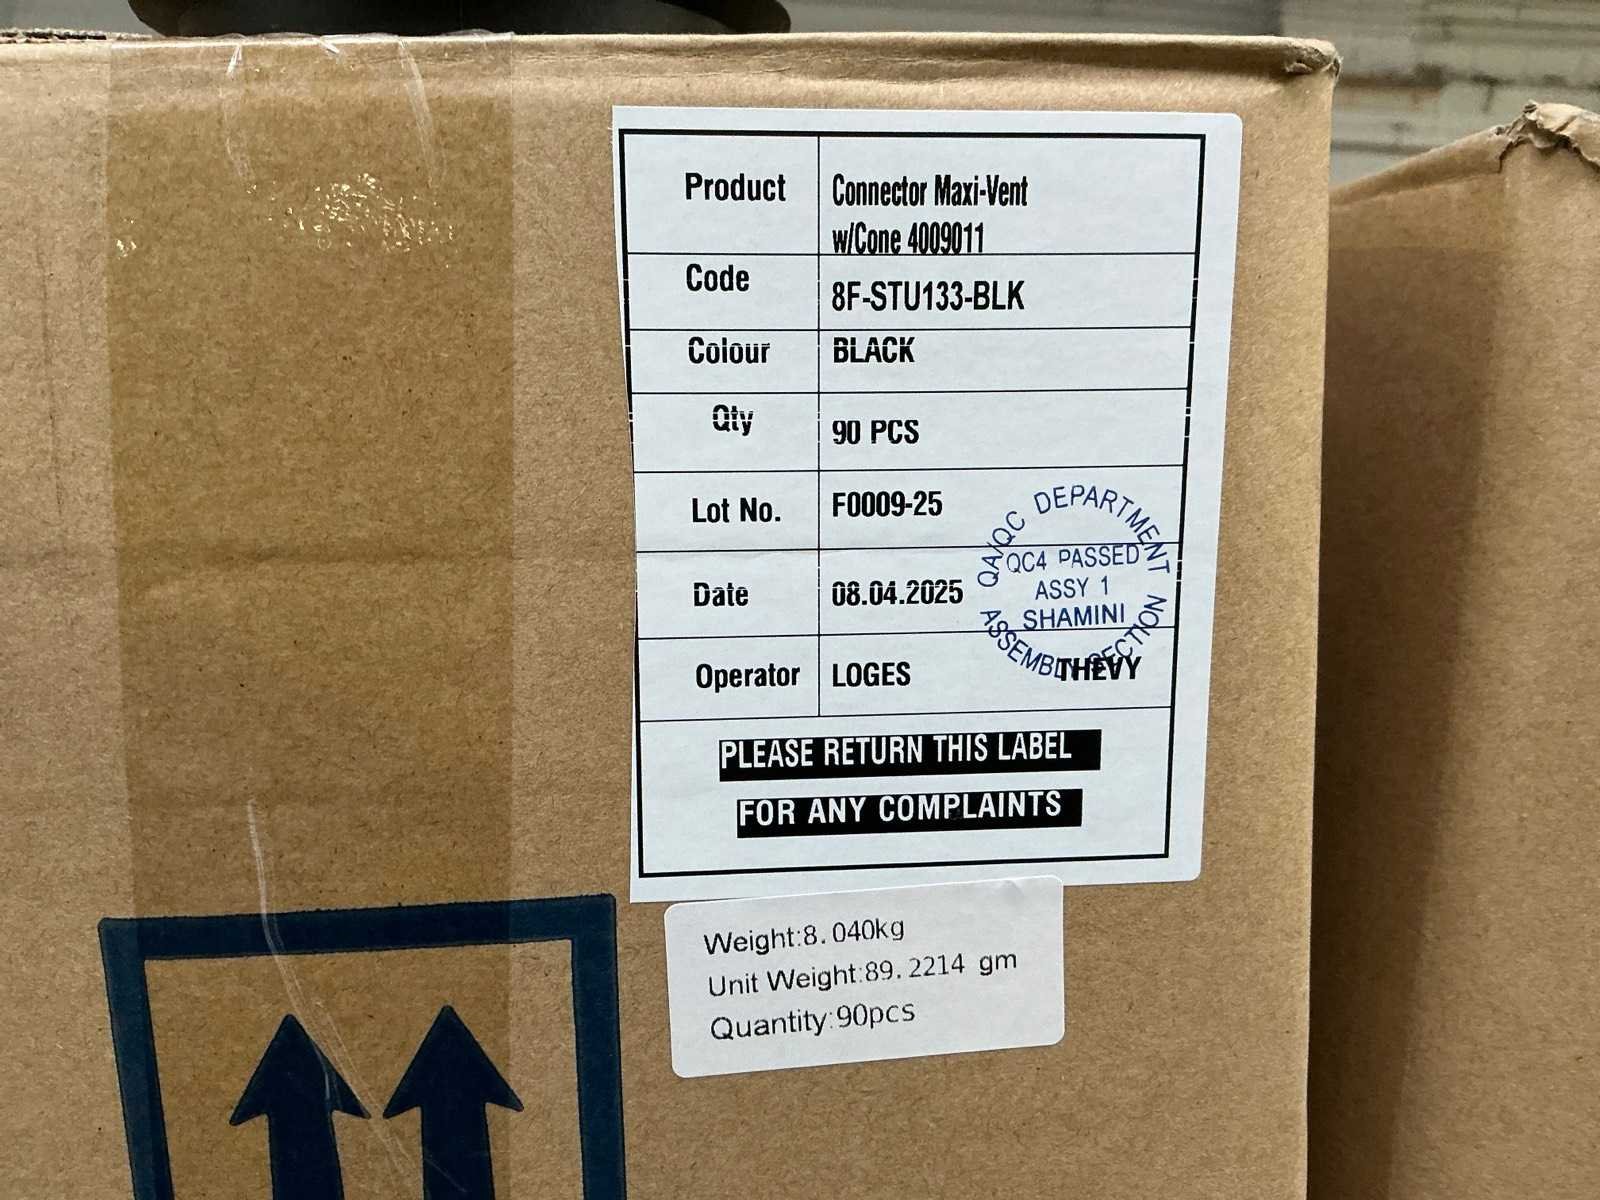 Product Connector Maxi-Vent
w/Cone 4009011
Code 8F-STU133-BLK
Colour BLACK
Qty 90 PCS
Lot No. F0009-25
Date 08.04.2025
Operator LOGES THEVY
QA/QC DEPARTMENT
QC4 PASSED
ASSY 1
SHAMINI
ASSEMBLY SECTION
PLEASE RETURN THIS LABEL
FOR ANY COMPLAINTS
Weight:8.040kg
Unit Weight:89.2214 gm
Quantity:90pcs